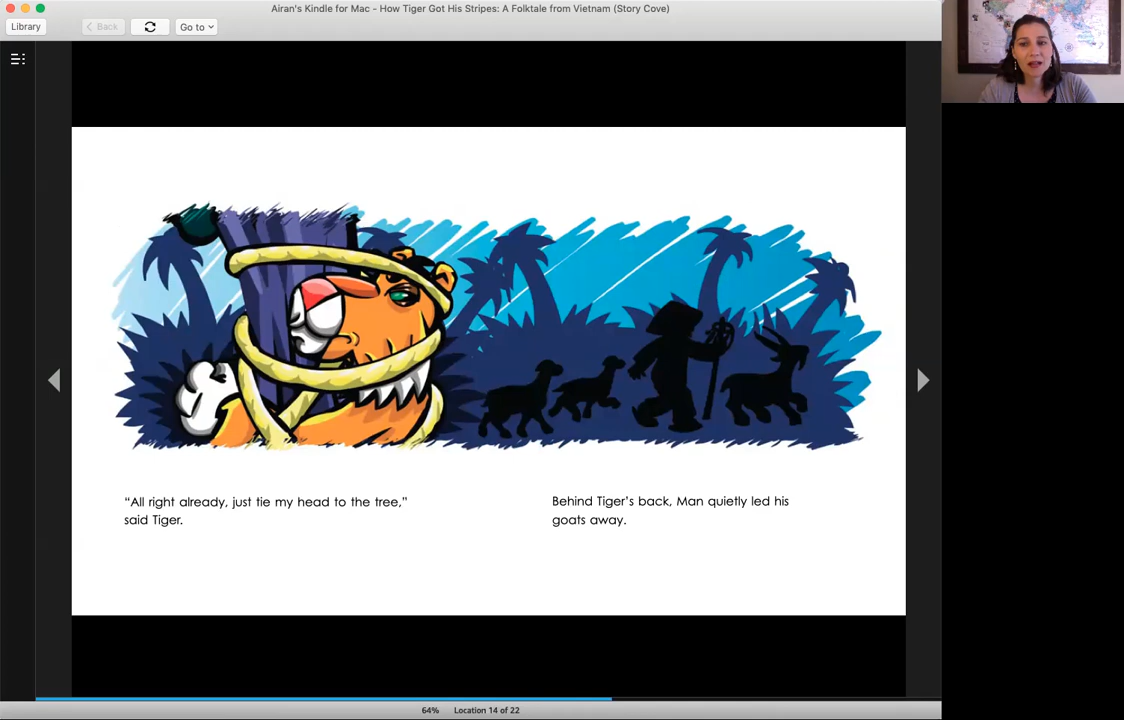 Airan's Kindle for Mac - How Tiger Got His Stripes: A Folktale from Vietnam (Story Cove)
Library
Back
Go to
“All right already, just tie my head to the tree,”
said Tiger.
Behind Tiger’s back, Man quietly led his
goats away.
64%
Location 14 of 22